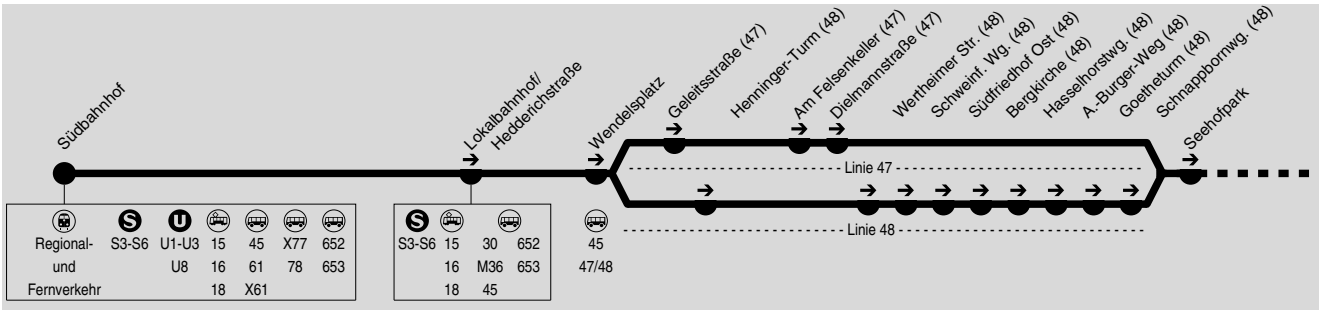 Südbahnhof
Lokalbahnhof/
Hedderichstraße
Wendelsplatz
Geleitsstraße (47)
Henninger-Turm (48)
Am Felsenkeller (47)
Dielmannstraße (47)
Wertheimer Str. (48)
Schweinf. Wg. (48)
Südfriedhof Ost (48)
Bergkirche (48)
Hasselhorstwg. (48)
A.-Burger-Weg (48)
Goetheturm (48)
Schnappbornwg. (48)
Seehofpark
Linie 47
Linie 48
S U
Regional- S3-S6 U1-U3 15 45 X77 652
und U8 16 61 78 653
Fernverkehr 18 X61
S
S3-S6 15 30 652
16 M36 653
18 45
45
47/48